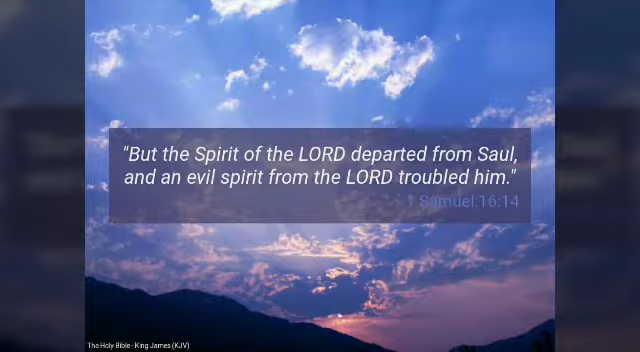 "But the Spirit of the LORD departed from Saul,
and an evil spirit from the LORD troubled him."
1 Samuel:16:14
The Holy Bible - King James (KJV)